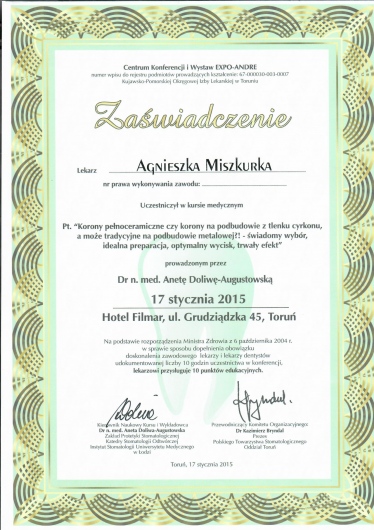 Centrum Konferencji i Wystaw EXPO-ANDRE
numer wpisu do rejestru podmiotów prowadzących kształcenie: 67-000030-003-0007
Kujawsko-Pomorskiej Okręgowej Izby Lekarskiej w Toruniu
Zaświadczenie
Lekarz Agnieszka Miszkurka
nr prawa wykonywania zawodu:
Uczestniczył w kursie medycznym
Pt. "Korony pełnoceramiczne czy korony na podbudowie z tlenku cyrkonu,
a może tradycyjne na podbudowie metalowej?! - świadomy wybór,
idealna preparacja, optymalny wycisk, trwały efekt"
prowadzonym przez
Dr n. med. Anetę Doliwę-Augustowską
17 stycznia 2015
Hotel Filmar, ul. Grudziądzka 45, Toruń
Na podstawie rozporządzenia Ministra Zdrowia z 6 października 2004 r.
w sprawie sposobu dopełnienia obowiązku
doskonalenia zawodowego lekarzy i lekarzy dentystów
udokumentowanej liczby 10 godzin uczestnictwa w konferencji,
lekarzowi przysługuje 10 punktów edukacyjnych.
Kierownik Naukowy Kursu i Wykładowca
Dr n. med. Aneta Doliwa-Augustowska
Zakład Protetyki Stomatologicznej
Katedry Stomatologii Odtwórczej
Instytut Stomatologii Uniwersytetu Medycznego
w Łodzi
Przewodniczący Komitetu Organizacyjnego:
Dr Kazimierz Bryndal
Prezes
Polskiego Towarzystwa Stomatologicznego
Oddział Toruń
Toruń, 17 stycznia 2015